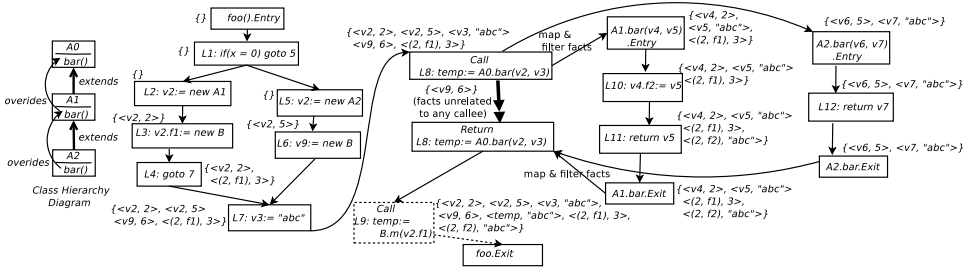 A0
bar()
extends
overides
A1
bar()
extends
overides
A2
bar()
Class Hierarchy
Diagram
{}
foo().Entry
{}
L1: if(x = 0) goto 5
{}
L2: v2:= new A1
{<v2, 2>}
L3: v2.f1:= new B
L4: goto 7
{<v2, 2>,
<(2, f1), 3>}
{}
L5: v2:= new A2
{<v2, 5>}
L6: v9:= new B
{<v2, 2>, <v2, 5>
<v9, 6>, <(2, f1), 3>}
L7: v3:= "abc"
{<v2, 2>, <v2, 5>, <v3, "abc">
<v9, 6>, <(2, f1), 3>}
Call
L8: temp:= A0.bar(v2, v3)
{<v9, 6>}
(facts unrelated
to any callee)
Return
L8: temp:= A0.bar(v2, v3)
map &
filter facts
map & filter facts
Call
L9: temp:=
B.m(v2.f1)
{<v2, 2>, <v2, 5>, <v3, "abc">,
<v9, 6>, <temp, "abc">, <(2, f1), 3>,
<(2, f2), "abc">}
foo.Exit
A1.bar(v4, v5)
.Entry
{<v4, 2>,
<v5, "abc">,
<(2, f1), 3>}
L10: v4.f2:= v5
{<v4, 2>, <v5, "abc">
<(2, f1), 3>}
L11: return v5
{<v4, 2>, <v5, "abc">
<(2, f1), 3>,
<(2, f2), "abc">}
A1.bar.Exit
{<v4, 2>, <v5, "abc">
<(2, f1), 3>,
<(2, f2), "abc">}
{<v6, 5>, <v7, "abc">}
A2.bar(v6, v7)
.Entry
{<v6, 5>, <v7, "abc">}
L12: return v7
{<v6, 5>, <v7, "abc">}
A2.bar.Exit